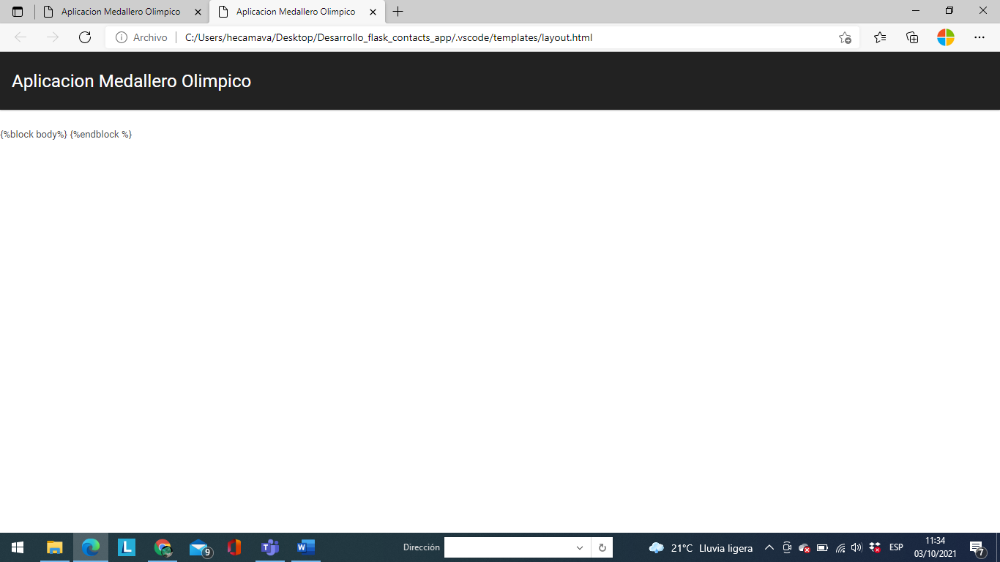 Aplicacion Medallero Olimpico
Aplicacion Medallero Olimpico
Archivo
C:/Users/hecamava/Desktop/Desarrollo_flask_contacts_app/.vscode/templates/layout.html
Aplicacion Medallero Olimpico
{%block body%} {%endblock %}
L
9
T
W
Dirección
21°C Lluvia ligera
ESP
11:34
03/10/2021
7